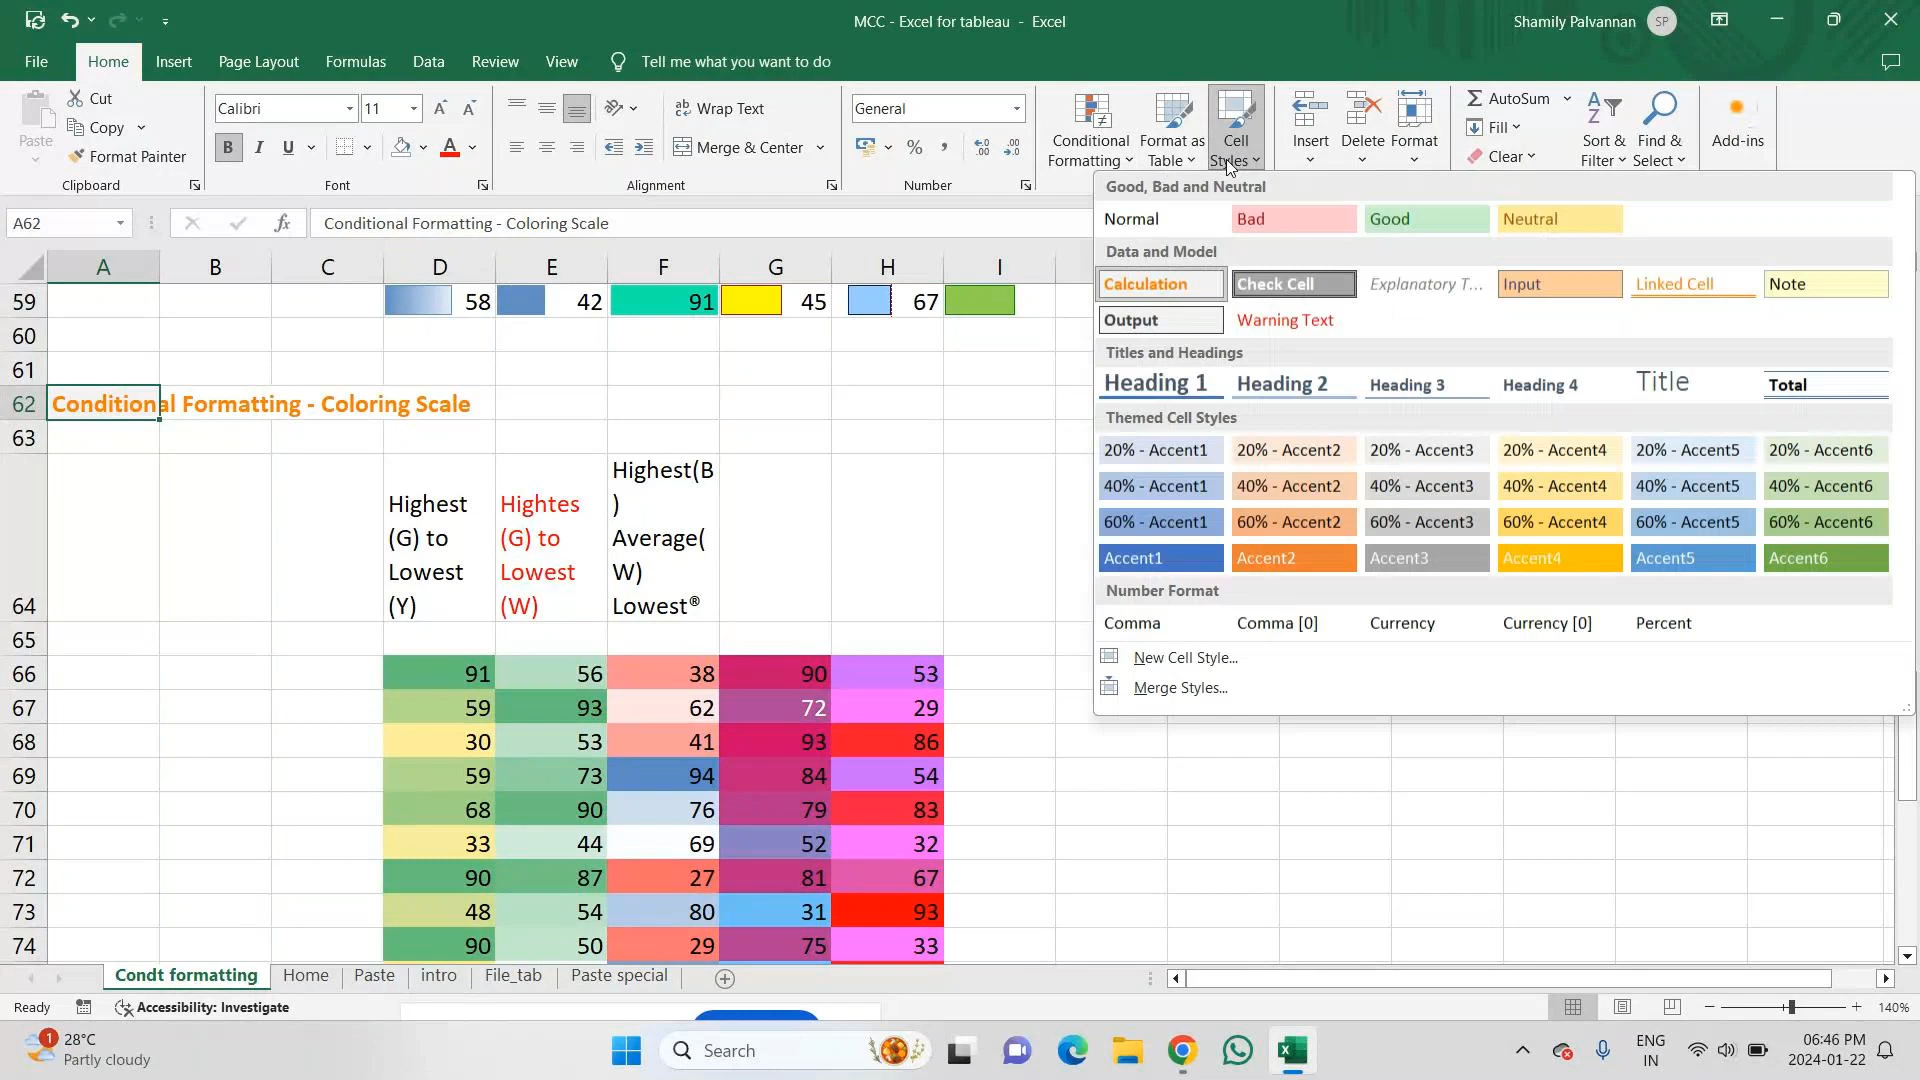 MCC - Excel for tableau - Excel
Shamily Palvannan
SP
File Home Insert Page Layout Formulas Data Review View Tell me what you want to do
Paste
Cut
Copy
Format Painter
Clipboard
Calibri 11
B I U
Font
Wrap Text
Merge & Center
Alignment
General
Number
Conditional Formatting
Format as Table
Cell Styles
Insert Delete Format
AutoSum
Fill
Clear
Sort & Filter
Find & Select
Add-ins
A62
fx
Conditional Formatting - Coloring Scale
Good, Bad and Neutral
Normal Bad Good Neutral
Data and Model
Calculation Check Cell Explanatory T... Input Linked Cell Note
Output Warning Text
Titles and Headings
Heading 1 Heading 2 Heading 3 Heading 4 Title Total
Themed Cell Styles
20% - Accent1 20% - Accent2 20% - Accent3 20% - Accent4 20% - Accent5 20% - Accent6
40% - Accent1 40% - Accent2 40% - Accent3 40% - Accent4 40% - Accent5 40% - Accent6
60% - Accent1 60% - Accent2 60% - Accent3 60% - Accent4 60% - Accent5 60% - Accent6
Accent1 Accent2 Accent3 Accent4 Accent5 Accent6
Number Format
Comma Comma [0] Currency Currency [0] Percent
New Cell Style...
Merge Styles...
A B C D E F G H I
59 58 42 91 45 67
60
61
62 Conditional Formatting - Coloring Scale
63
64
Highest
(G) to
Lowest
(Y)
Hightes
(G) to
Lowest
(W)
Highest(B
)
Average(
W)
Lowest®
65
66 91 56 38 90 53
67 59 93 62 72 29
68 30 53 41 93 86
69 59 73 94 84 54
70 68 90 76 79 83
71 33 44 69 52 32
72 90 87 27 81 67
73 48 54 80 31 93
74 90 50 29 75 33
Condt formatting Home Paste intro File_tab Paste special
Ready Accessibility: Investigate
140%
1
28°C
Partly cloudy
Search
ENG
IN
06:46 PM
2024-01-22